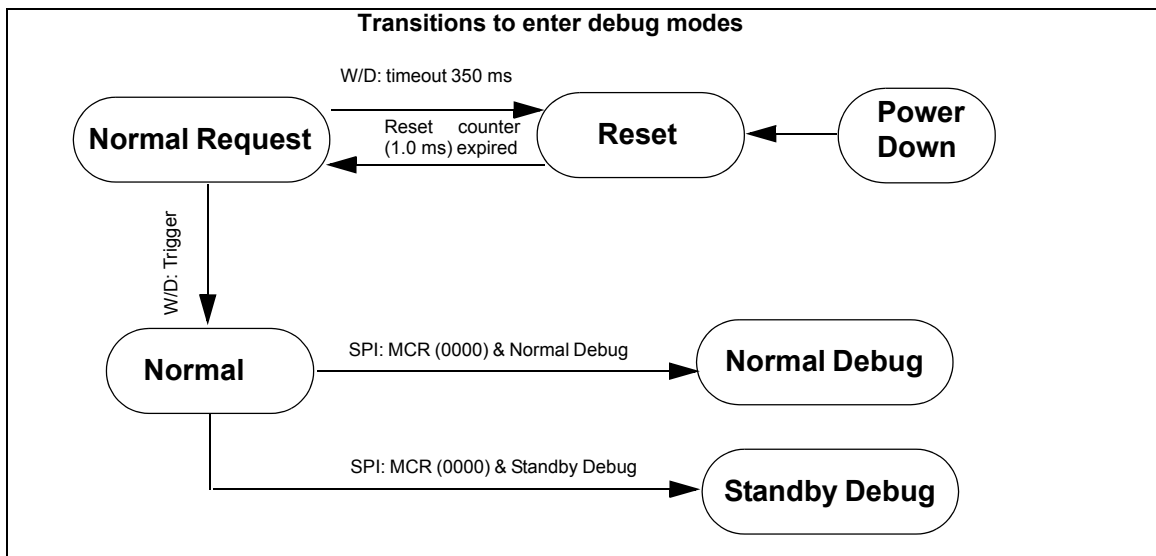 Transitions to enter debug modes
W/D: timeout 350 ms
Normal Request
Reset counter
(1.0 ms) expired
Reset
Power
Down
W/D: Trigger
Normal
SPI: MCR (0000) & Normal Debug
Normal Debug
SPI: MCR (0000) & Standby Debug
Standby Debug